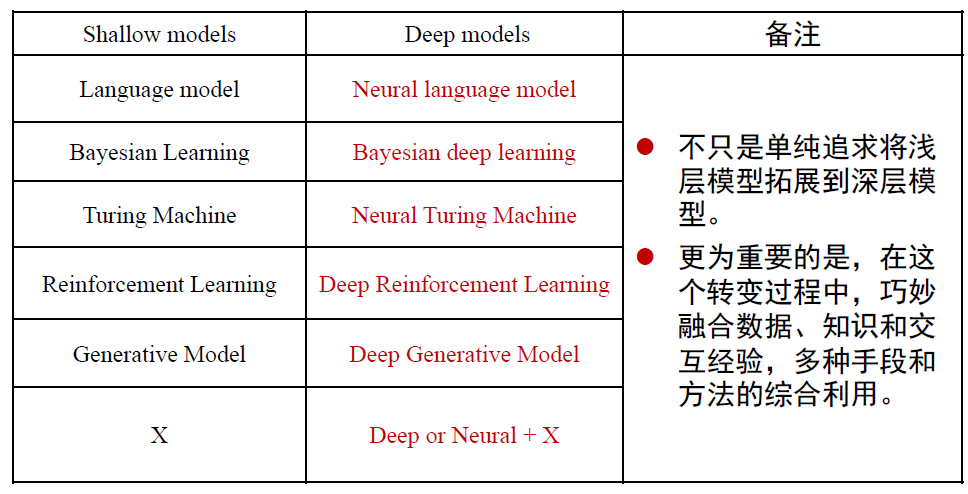 Shallow models
Deep models
备注
Language model
Neural language model
Bayesian Learning
Bayesian deep learning
Turing Machine
Neural Turing Machine
Reinforcement Learning
Deep Reinforcement Learning
Generative Model
Deep Generative Model
X
Deep or Neural + X
● 不只是单纯追求将浅
层模型拓展到深层模
型。
● 更为重要的是，在这
个转变过程中，巧妙
融合数据、知识和交
互经验，多种手段和
方法的综合利用。